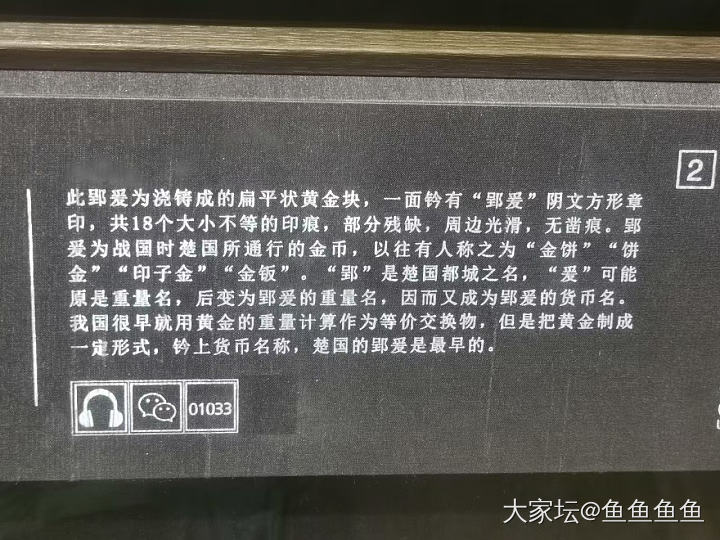 2
此郢爰为浇铸成的扁平状黄金块，一面钤有“郢爰”阴文方形章
印，共18个大小不等的印痕，部分残缺，周边光滑，无凿痕。郢
爰为战国时楚国所通行的金币，以往有人称之为“金饼”“饼
金”“印子金”“金钣”。“郢”是楚国都城之名，“爰”可能
原是重量名，后变为郢爰的重量名，因而又成为郢爰的货币名。
我国很早就用黄金的重量计算作为等价交换物，但是把黄金制成
一定形式，钤上货币名称，楚国的郢爰是最早的。
01033
大家坛@鱼鱼鱼鱼